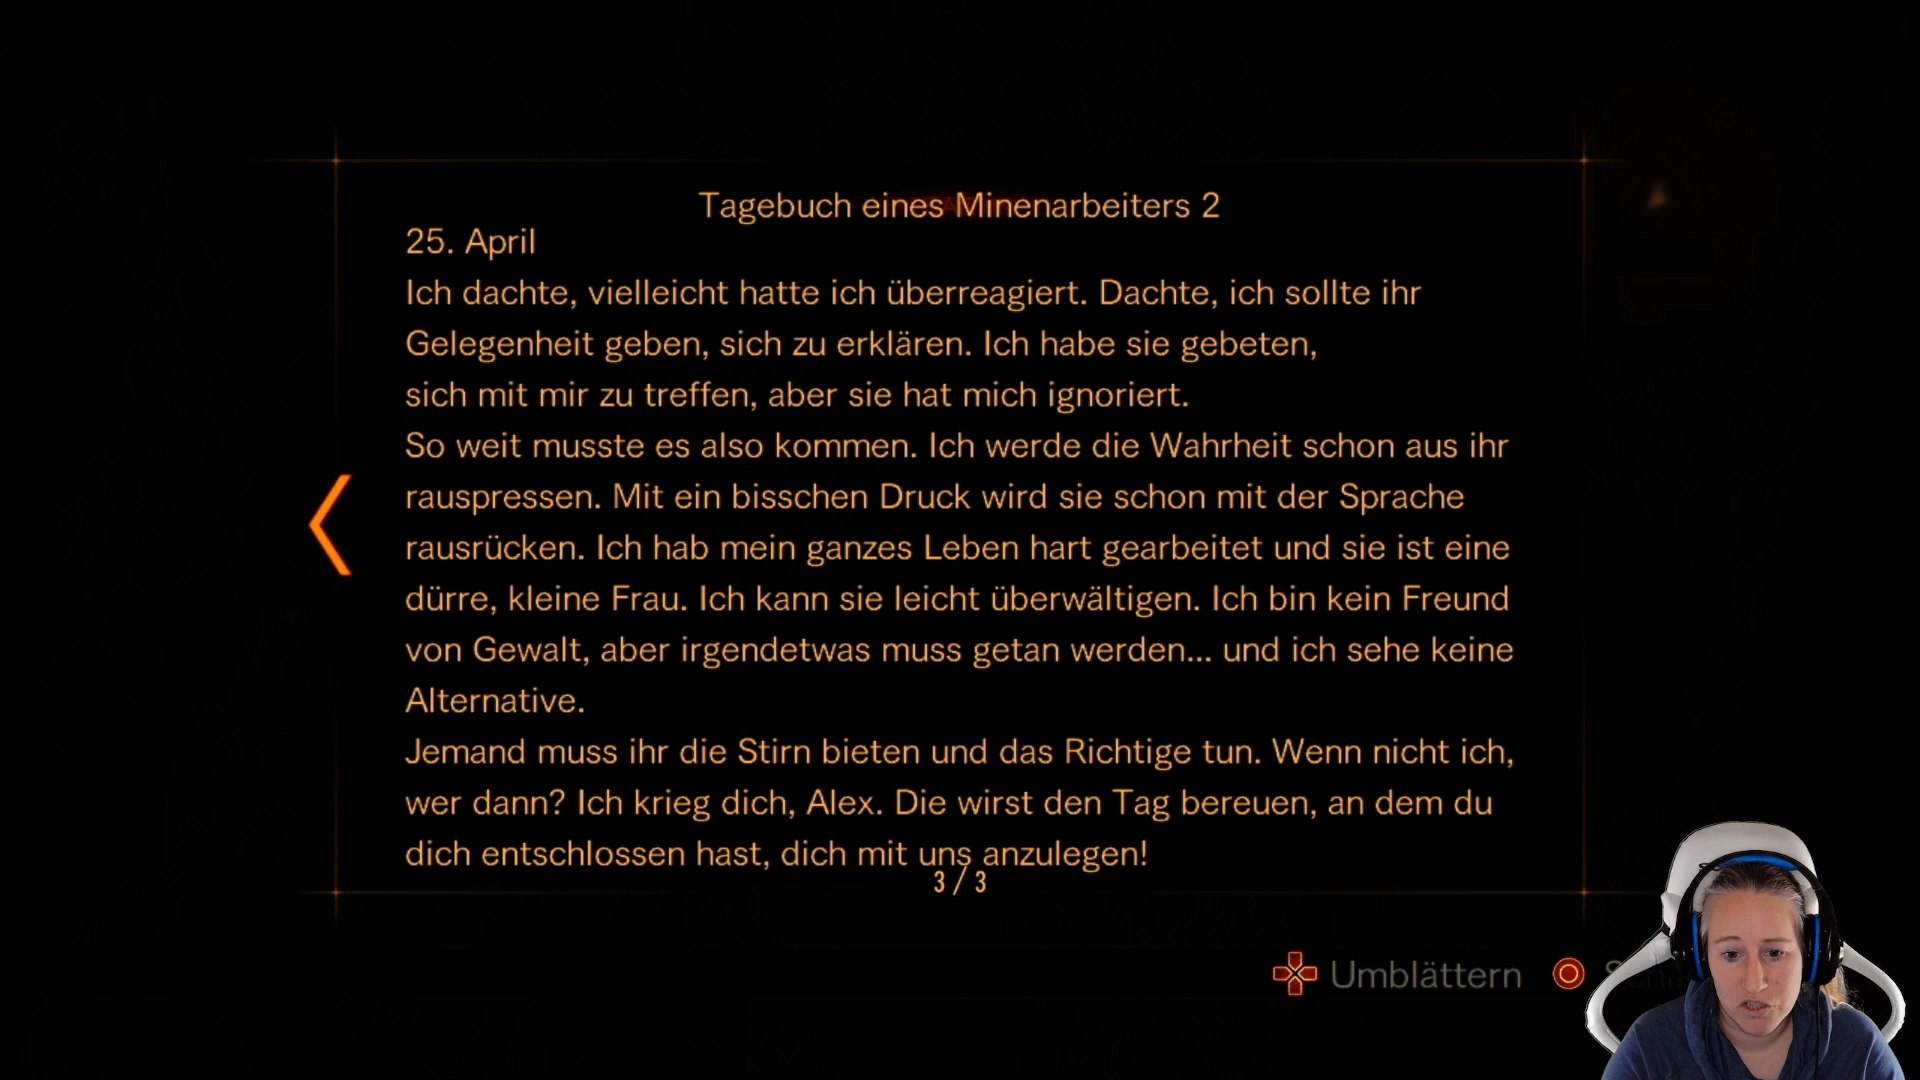 Tagebuch eines Minenarbeiters 2
25. April
Ich dachte, vielleicht hatte ich überreagiert. Dachte, ich sollte ihr
Gelegenheit geben, sich zu erklären. Ich habe sie gebeten,
sich mit mir zu treffen, aber sie hat mich ignoriert.
So weit musste es also kommen. Ich werde die Wahrheit schon aus ihr
rauspressen. Mit ein bisschen Druck wird sie schon mit der Sprache
rausrücken. Ich hab mein ganzes Leben hart gearbeitet und sie ist eine
dürre, kleine Frau. Ich kann sie leicht überwältigen. Ich bin kein Freund
von Gewalt, aber irgendetwas muss getan werden... und ich sehe keine
Alternative.
Jemand muss ihr die Stirn bieten und das Richtige tun. Wenn nicht ich,
wer dann? Ich krieg dich, Alex. Die wirst den Tag bereuen, an dem du
dich entschlossen hast, dich mit uns anzulegen!
3 / 3
Umblättern